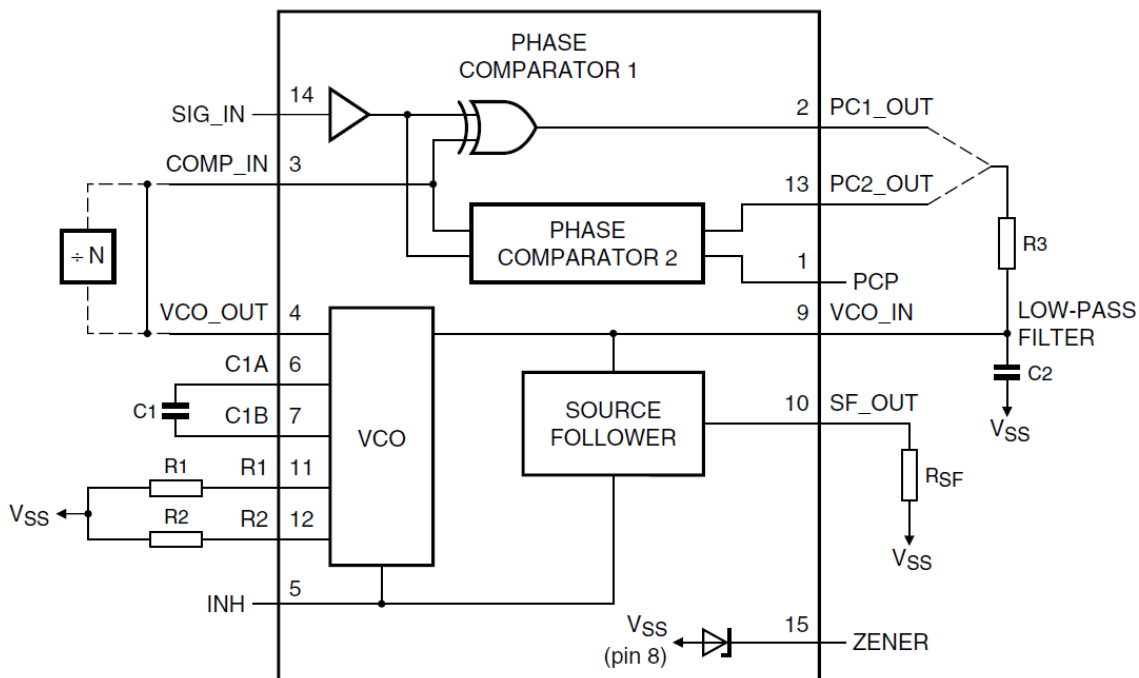 PHASE
COMPARATOR 1
SIG_IN
14
2
PC1_OUT
COMP_IN
3
13
PC2_OUT
÷ N
PHASE
COMPARATOR 2
R3
1
PCP
VCO_OUT
4
9
VCO_IN
LOW-PASS
FILTER
C1A
6
C2
C1
C1B
7
VCO
SOURCE
FOLLOWER
10
SF_OUT
VSS
R1
R1
11
RSF
VSS
R2
R2
12
VSS
INH
5
VSS
(pin 8)
15
ZENER